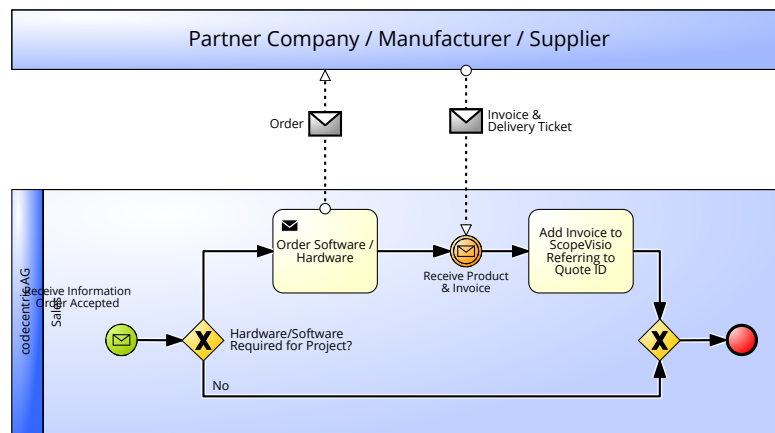 Partner Company / Manufacturer / Supplier
Order
Invoice &
Delivery Ticket
codecentric AG
Sales
Order Software /
Hardware
Receive Product
& Invoice
Add Invoice to
ScopeVisio
Referring to
Quote ID
Receive Information
Order Accepted
Hardware/Software
Required for Project?
No